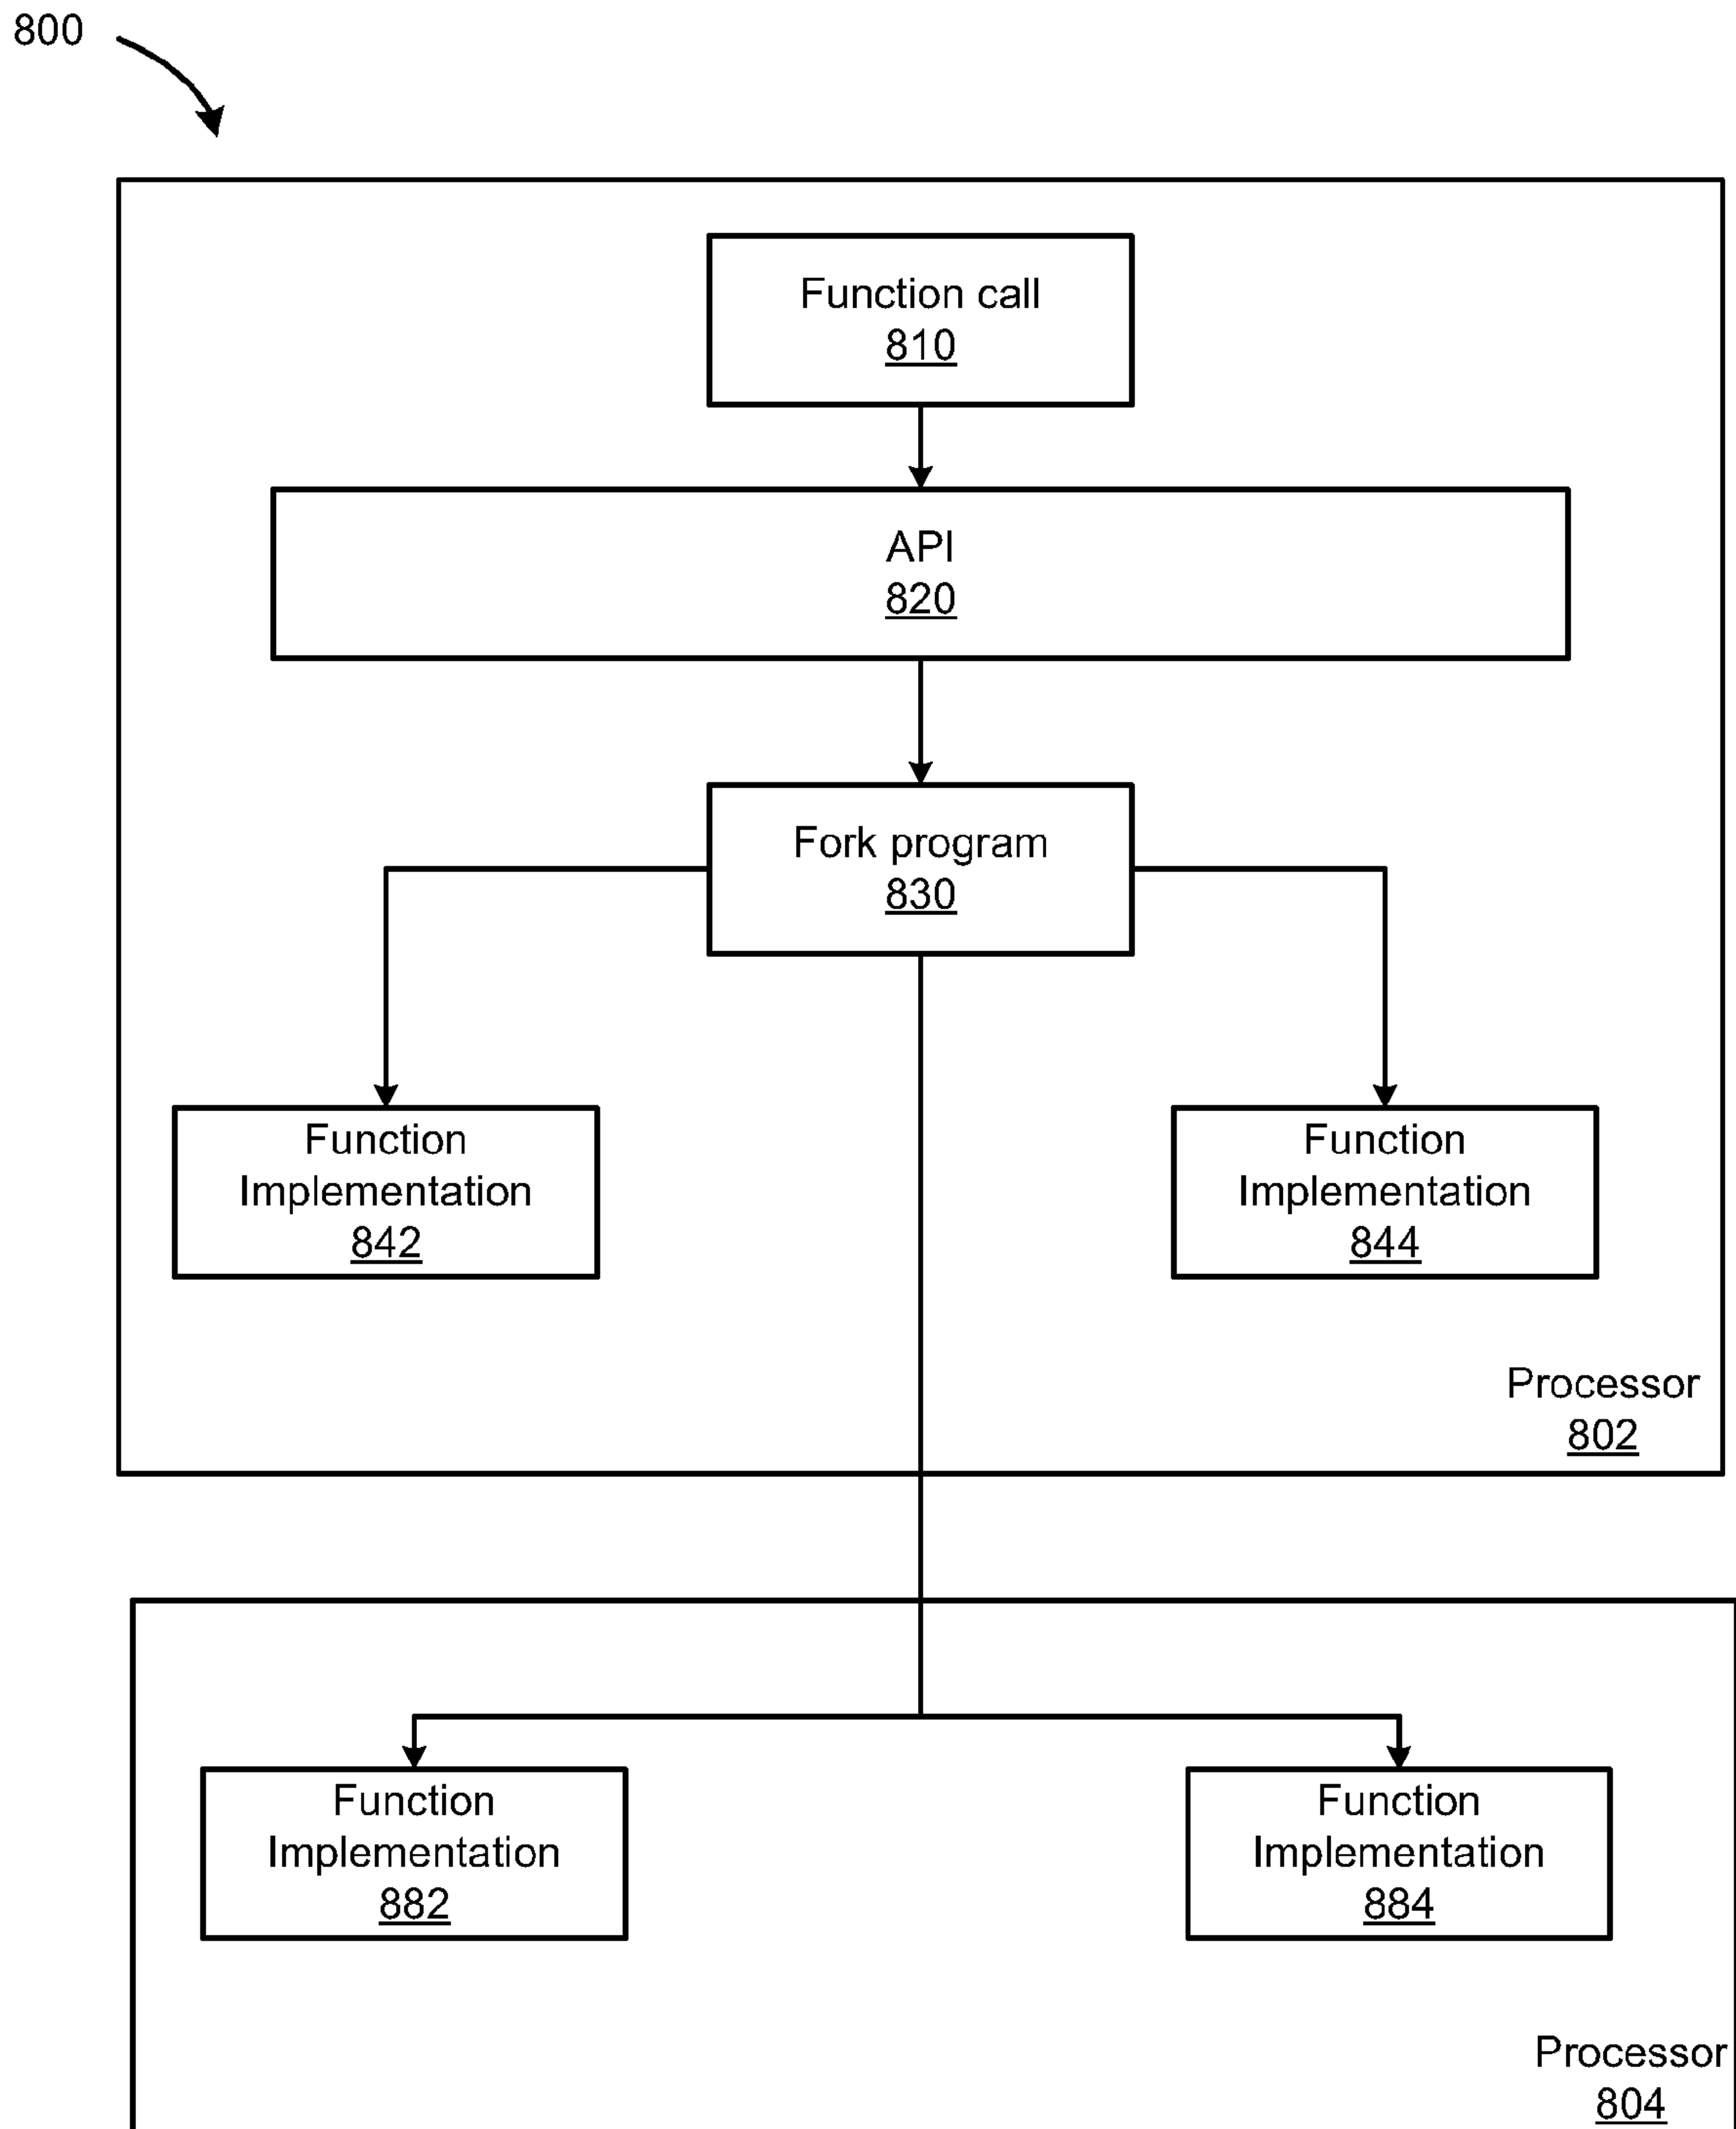 800
Function call
810
API
820
Fork program
830
Function
Implementation
842
Function
Implementation
844
Processor
802
Function
Implementation
882
Function
Implementation
884
Processor
804